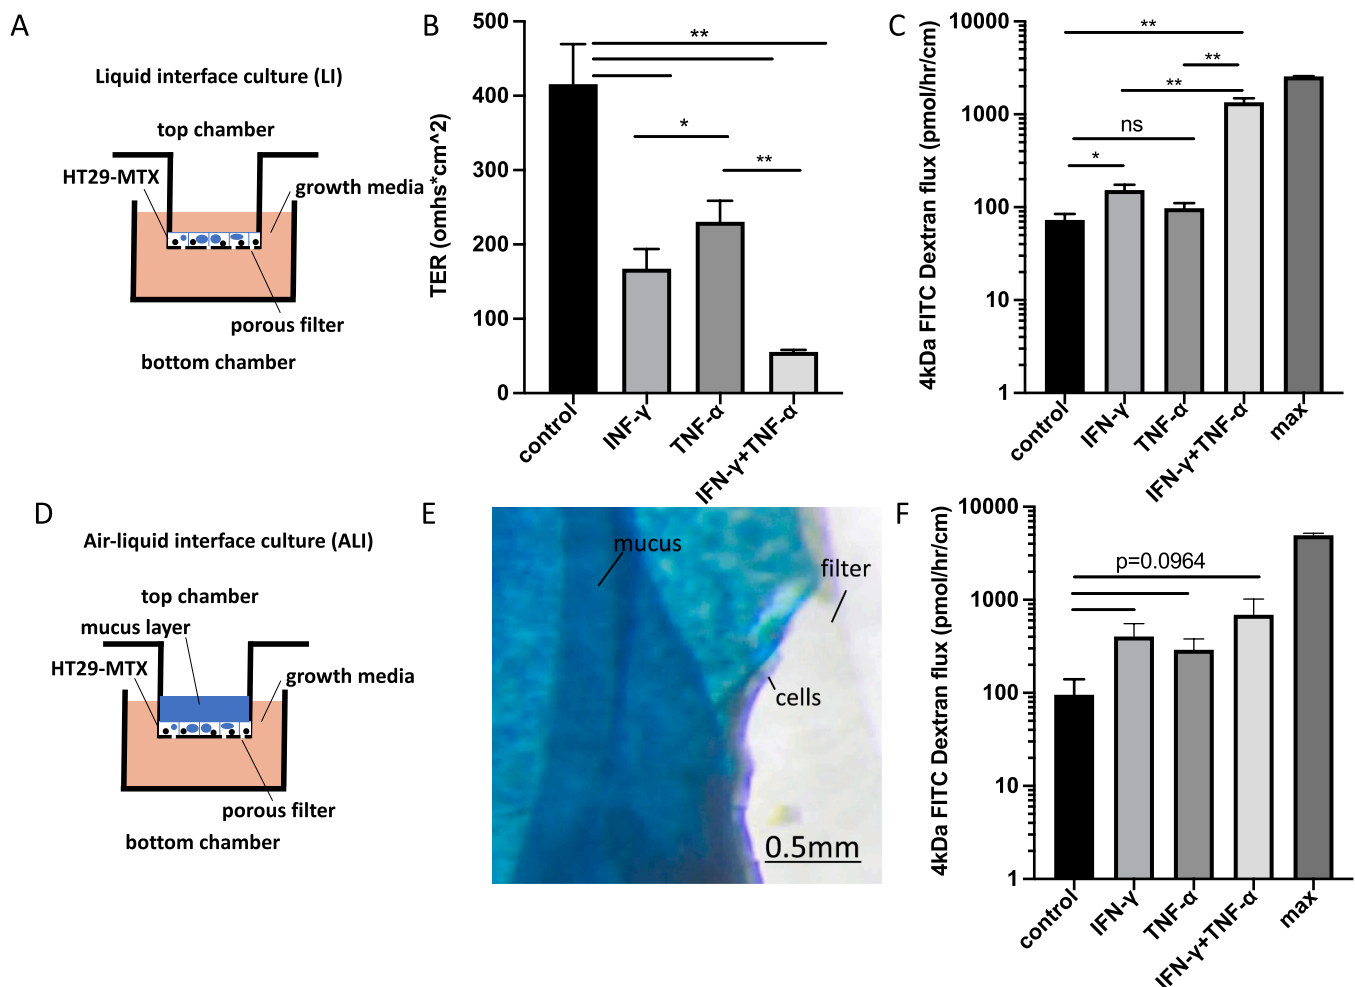 A
Liquid interface culture (LI)
top chamber
HT29-MTX
growth media
porous filter
bottom chamber
B
TER (omhs*cm^2)
500
400
300
200
100
0
**
*
**
control
INF-γ
TNF-α
IFN-γ+TNF-α
C
4kDa FITC Dextran flux (pmol/hr/cm)
10000
1000
100
10
1
**
**
**
ns
*
control
IFN-γ
TNF-α
IFN-γ+TNF-α
max
D
Air-liquid interface culture (ALI)
top chamber
mucus layer
HT29-MTX
growth media
porous filter
bottom chamber
E
mucus
filter
cells
0.5mm
F
4kDa FITC Dextran flux (pmol/hr/cm)
10000
1000
100
10
1
p=0.0964
control
IFN-γ
TNF-α
IFN-γ+TNF-α
max